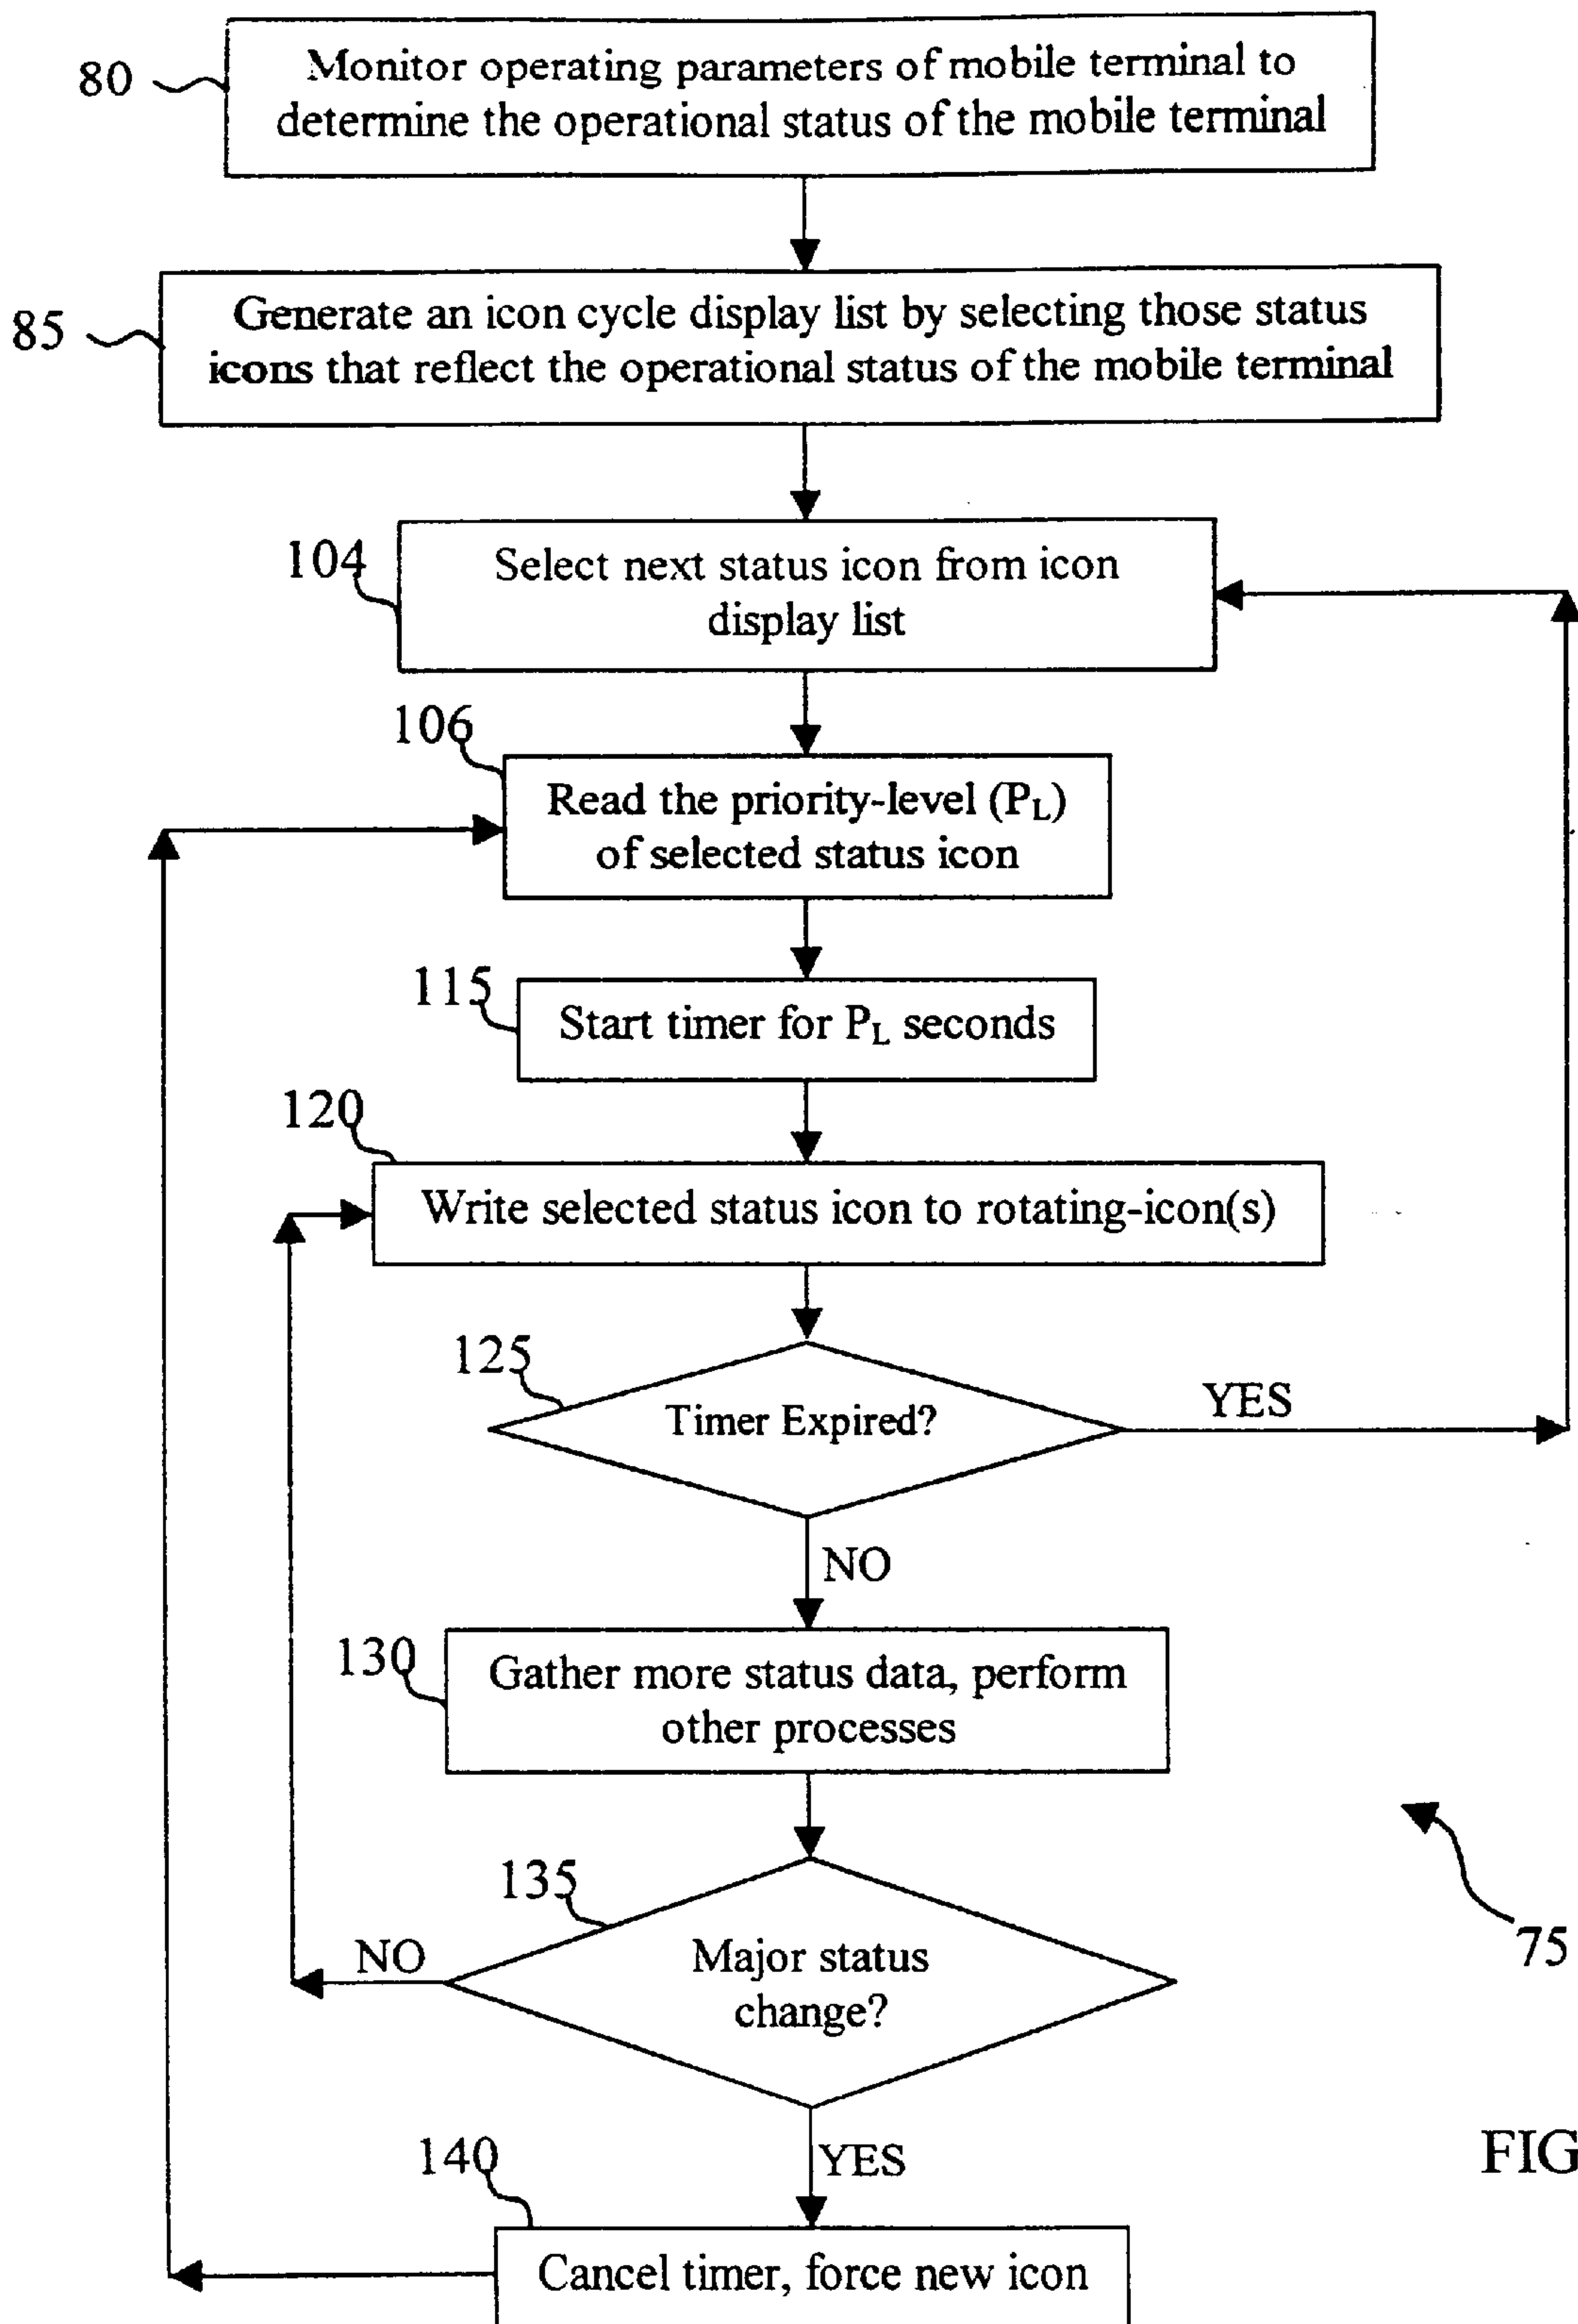 80
Monitor operating parameters of mobile terminal to
determine the operational status of the mobile terminal
85
Generate an icon cycle display list by selecting those status
icons that reflect the operational status of the mobile terminal
104
Select next status icon from icon
display list
106
Read the priority-level (PL)
of selected status icon
115
Start timer for PL seconds
120
Write selected status icon to rotating-icon(s)
125
Timer Expired?
YES
NO
130
Gather more status data, perform
other processes
135
Major status
change?
NO
75
YES
FIG
140
Cancel timer, force new icon